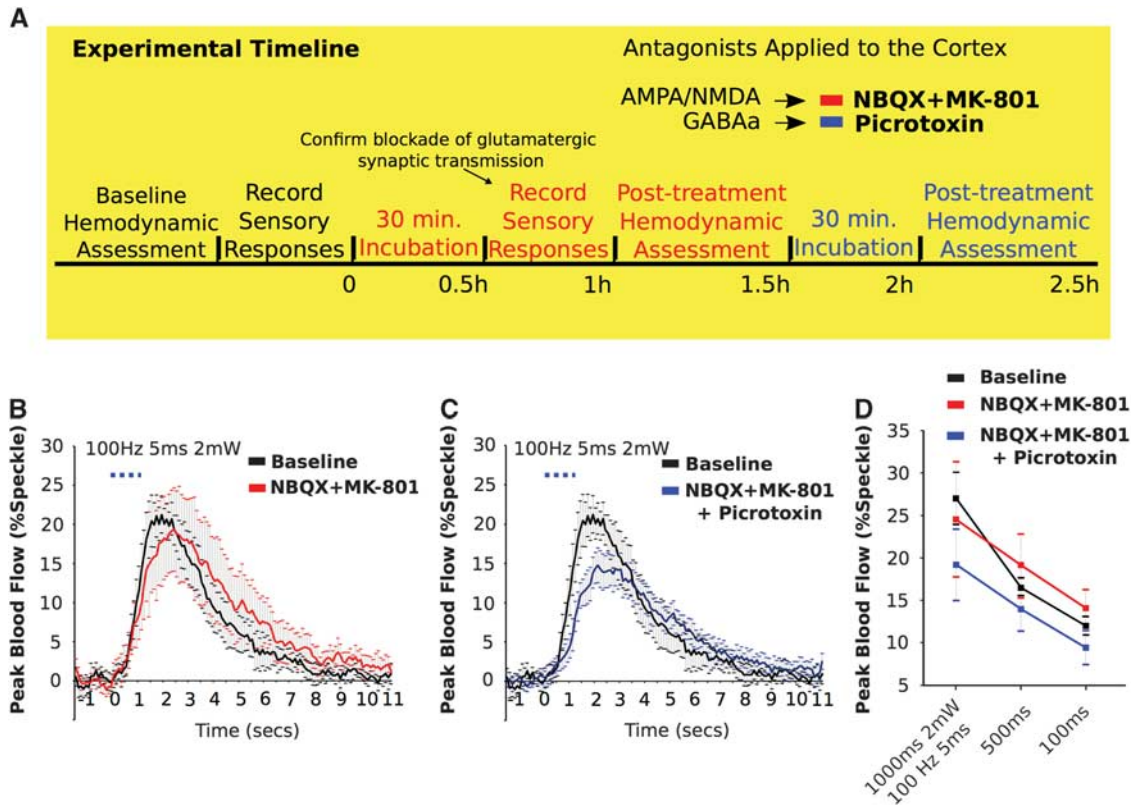 A
Experimental Timeline
Antagonists Applied to the Cortex
AMPA/NMDA
NBQX+MK-801
GABAa
Picrotoxin
Confirm blockade of glutamatergic
synaptic transmission
Baseline
Hemodynamic
Assessment
Record
Sensory
Responses
30 min.
Incubation
Record
Sensory
Responses
Post-treatment
Hemodynamic
Assessment
30 min.
Incubation
Post-treatment
Hemodynamic
Assessment
0
0.5h
1h
1.5h
2h
2.5h
B
Peak Blood Flow (%Speckle)
30
25
20
15
10
5
0
-5
100Hz 5ms 2mW
Baseline
NBQX+MK-801
-1 0 1 2 3 4 5 6 7 8 9 10 11
Time (secs)
C
Peak Blood Flow (%Speckle)
30
25
20
15
10
5
0
-5
100Hz 5ms 2mW
Baseline
NBQX+MK-801
+ Picrotoxin
-1 0 1 2 3 4 5 6 7 8 9 10 11
Time (secs)
D
Baseline
NBQX+MK-801
NBQX+MK-801
+ Picrotoxin
Peak Blood Flow (%Speckle)
35
30
25
20
15
10
5
1000ms 2mW
100 Hz 5ms
500ms
100ms